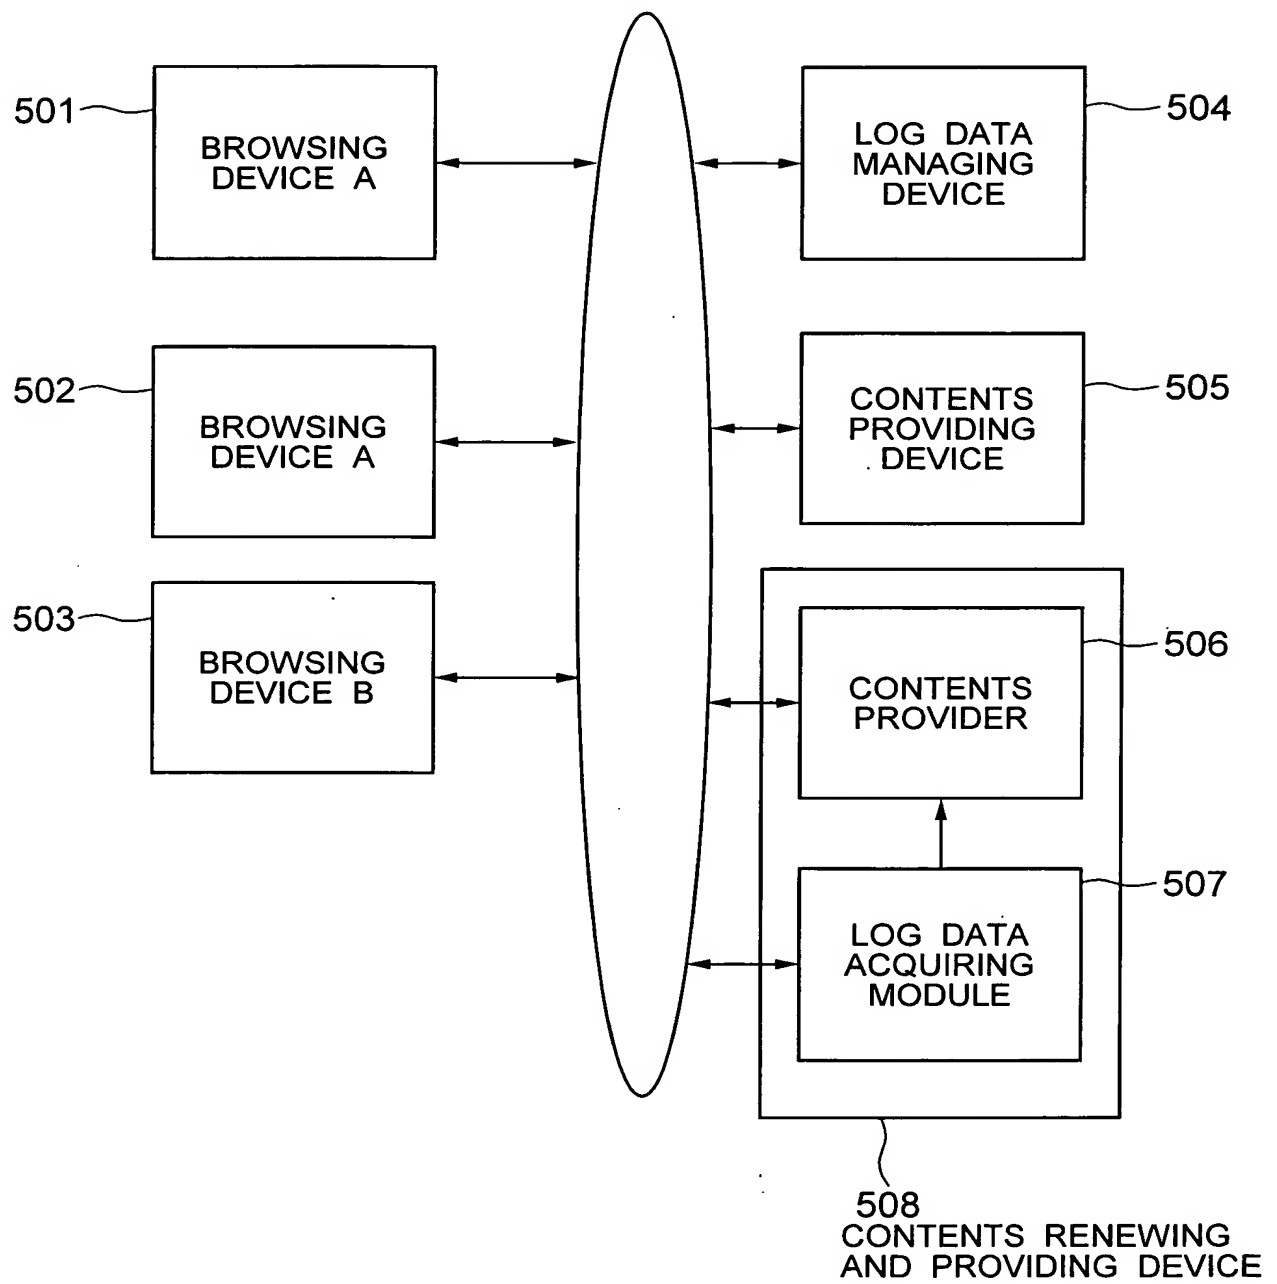 501
BROWSING
DEVICE A
504
LOG DATA
MANAGING
DEVICE
502
BROWSING
DEVICE A
505
CONTENTS
PROVIDING
DEVICE
503
BROWSING
DEVICE B
506
CONTENTS
PROVIDER
507
LOG DATA
ACQUIRING
MODULE
508
CONTENTS RENEWING
AND PROVIDING DEVICE